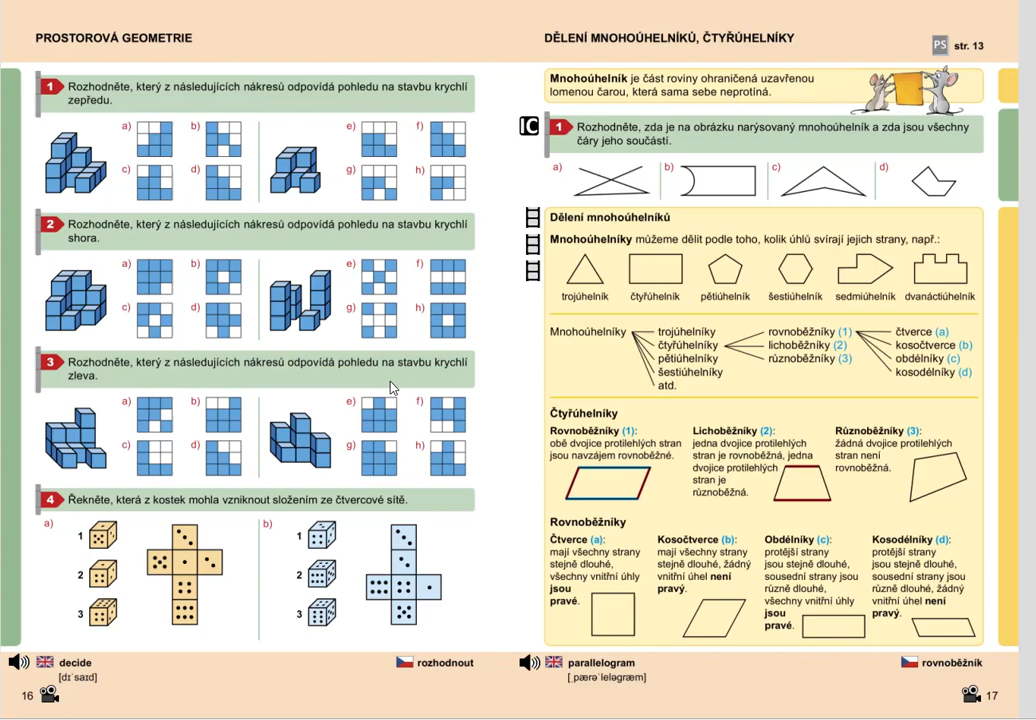 PROSTOROVÁ GEOMETRIE
1 Rozhodněte, který z následujících nákresů odpovídá pohledu na stavbu krychlí
zepředu.
a) b) e) f)
c) d) g) h)
2 Rozhodněte, který z následujících nákresů odpovídá pohledu na stavbu krychlí
shora.
a) b) e) f)
c) d) g) h)
3 Rozhodněte, který z následujících nákresů odpovídá pohledu na stavbu krychlí
zleva.
a) b) e) f)
c) d) g) h)
4 Řekněte, která z kostek mohla vzniknout složením ze čtvercové sítě.
a) b)
1 1
2 2
3 3
decide rozhodnout
[dɪˈsaɪd]
16
DĚLENÍ MNOHOÚHELNÍKŮ, ČTYŘÚHELNÍKY
PS str. 13
Mnohoúhelník je část roviny ohraničená uzavřenou
lomenou čarou, která sama sebe neprotíná.
1 Rozhodněte, zda je na obrázku narýsovaný mnohoúhelník a zda jsou všechny
čáry jeho součástí.
a) b) c) d)
Dělení mnohoúhelníků
Mnohoúhelníky můžeme dělit podle toho, kolik úhlů svírají jejich strany, např.:
trojúhelník čtyřúhelník pětiúhelník šestiúhelník sedmiúhelník dvanáctiúhelník
Mnohoúhelníky trojúhelníky rovnoběžníky (1) čtverce (a)
čtyřúhelníky lichoběžníky (2) kosočtverce (b)
pětiúhelníky různoběžníky (3) obdélníky (c)
šestiúhelníky kosodélníky (d)
atd.
Čtyřúhelníky
Rovnoběžníky (1):
obě dvojice protilehlých stran
jsou navzájem rovnoběžné.
Lichoběžníky (2):
jedna dvojice protilehlých
stran je rovnoběžná, jedna
dvojice protilehlých
stran je
různoběžná.
Různoběžníky (3):
žádná dvojice protilehlých
stran není
rovnoběžná.
Rovnoběžníky
Čtverce (a):
mají všechny strany
stejně dlouhé,
všechny vnitřní úhly
jsou
pravé.
Kosočtverce (b):
mají všechny strany
stejně dlouhé, žádný
vnitřní úhel není
pravý.
Obdélníky (c):
protější strany
jsou stejně dlouhé,
sousední strany jsou
různě dlouhé,
všechny vnitřní úhly
jsou
pravé.
Kosodélníky (d):
protější strany
jsou stejně dlouhé,
sousední strany jsou
různě dlouhé, žádný
vnitřní úhel není
pravý.
parallelogram rovnoběžník
[ˌpærəˈleləgræm]
17